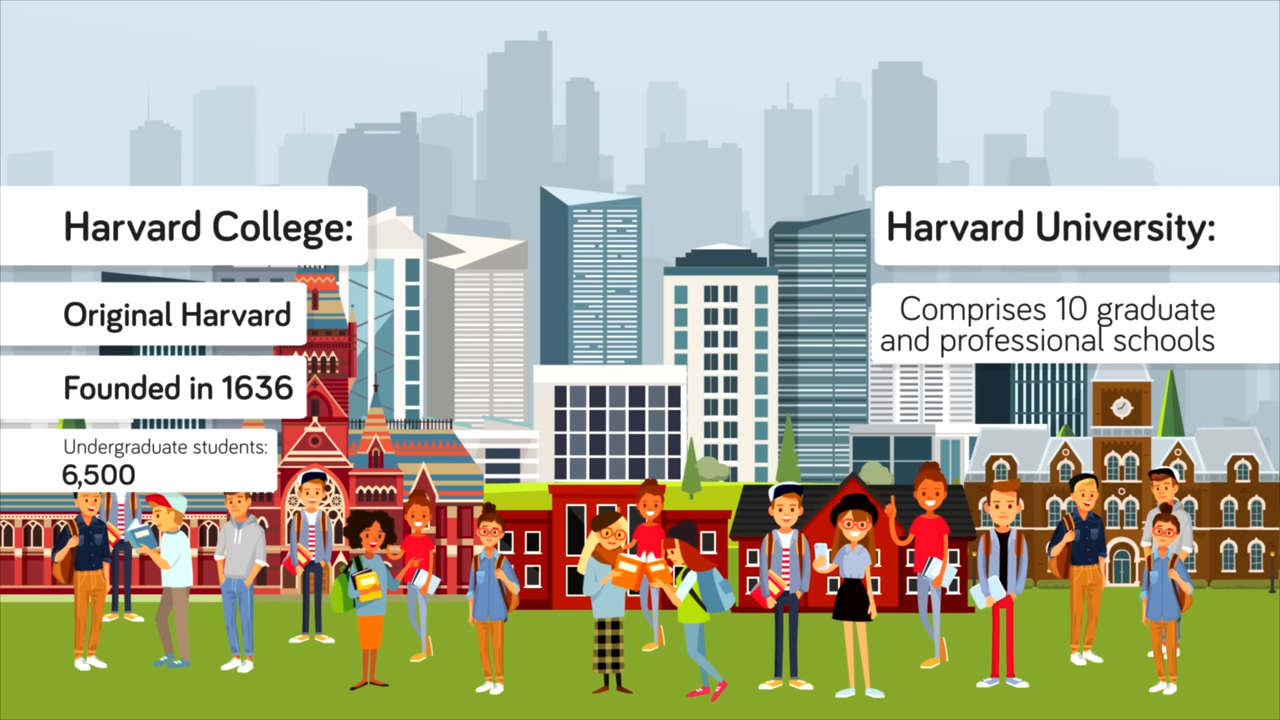 Harvard College:
Original Harvard
Founded in 1636
Undergraduate students:
6,500
Harvard University:
Comprises 10 graduate
and professional schools